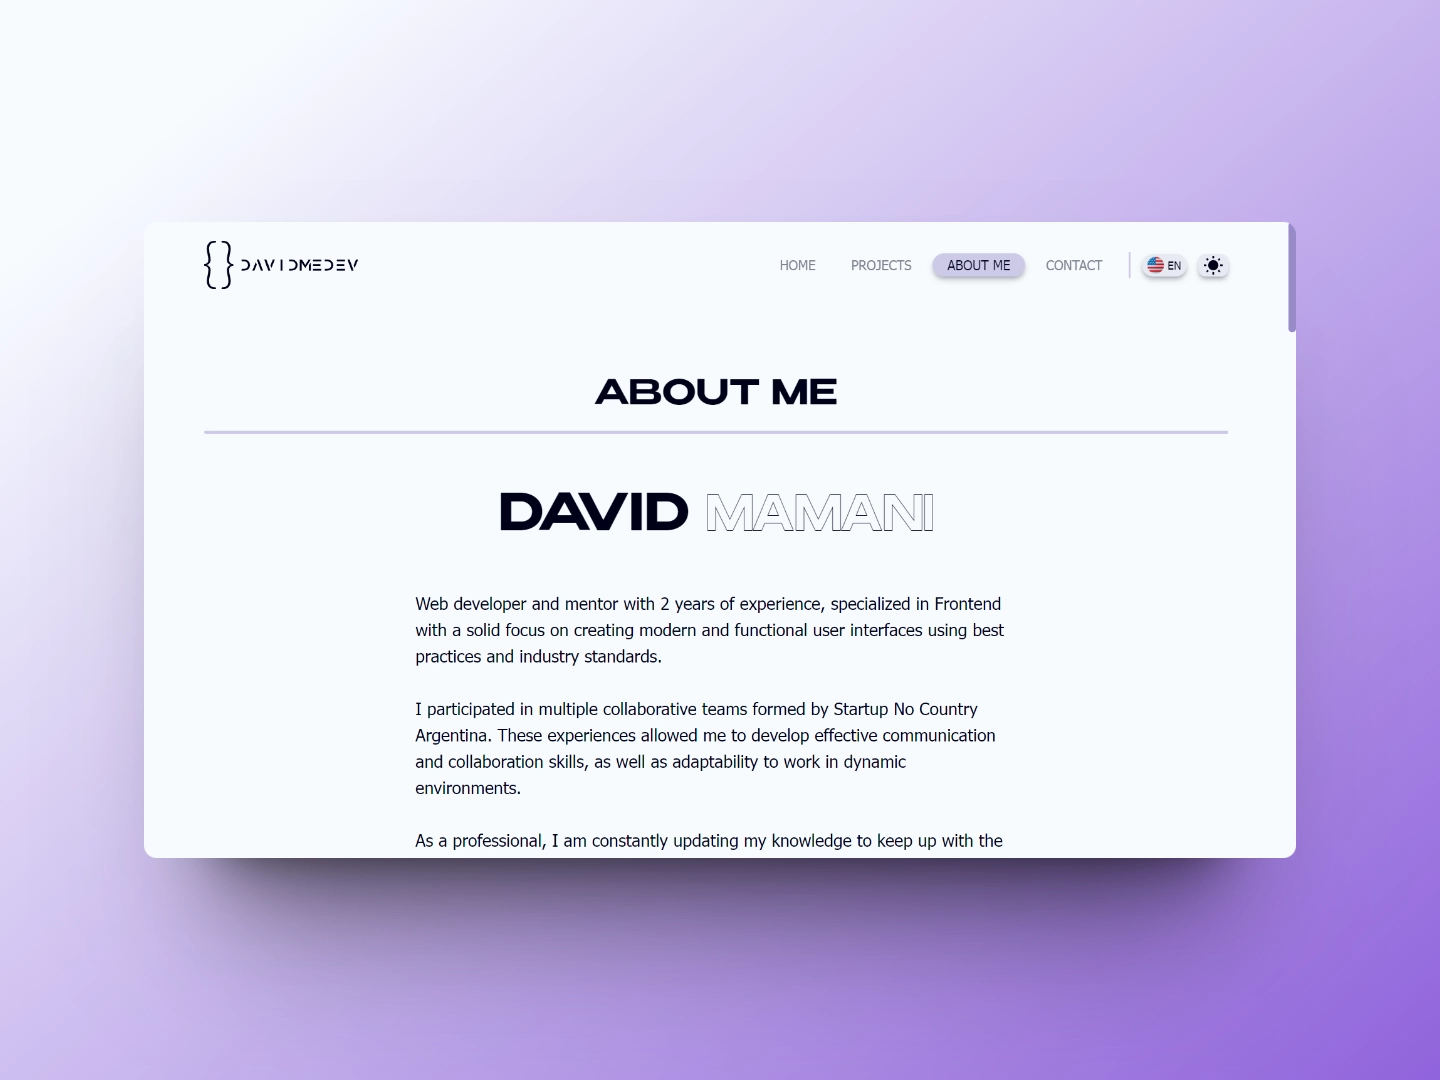 {} DAVIDMEDEV
HOME PROJECTS ABOUT ME CONTACT EN
ABOUT ME
DAVID MAMANI
Web developer and mentor with 2 years of experience, specialized in Frontend
with a solid focus on creating modern and functional user interfaces using best
practices and industry standards.
I participated in multiple collaborative teams formed by Startup No Country
Argentina. These experiences allowed me to develop effective communication
and collaboration skills, as well as adaptability to work in dynamic
environments.
As a professional, I am constantly updating my knowledge to keep up with the